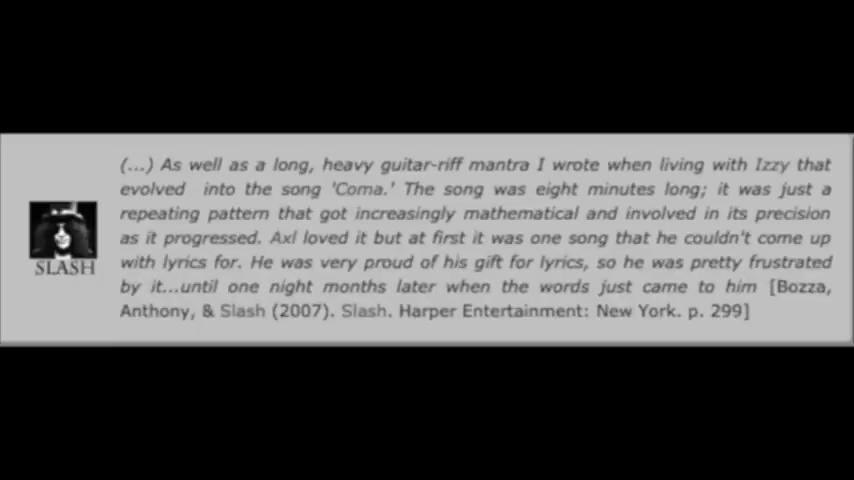 (...) As well as a long, heavy guitar-riff mantra I wrote when living with Izzy that
evolved into the song 'Coma.' The song was eight minutes long; it was just a
repeating pattern that got increasingly mathematical and involved in its precision
as it progressed. Axl loved it but at first it was one song that he couldn't come up
with lyrics for. He was very proud of his gift for lyrics, so he was pretty frustrated
by it...until one night months later when the words just came to him [Bozza,
Anthony, & Slash (2007). Slash. Harper Entertainment: New York. p. 299]
SLASH